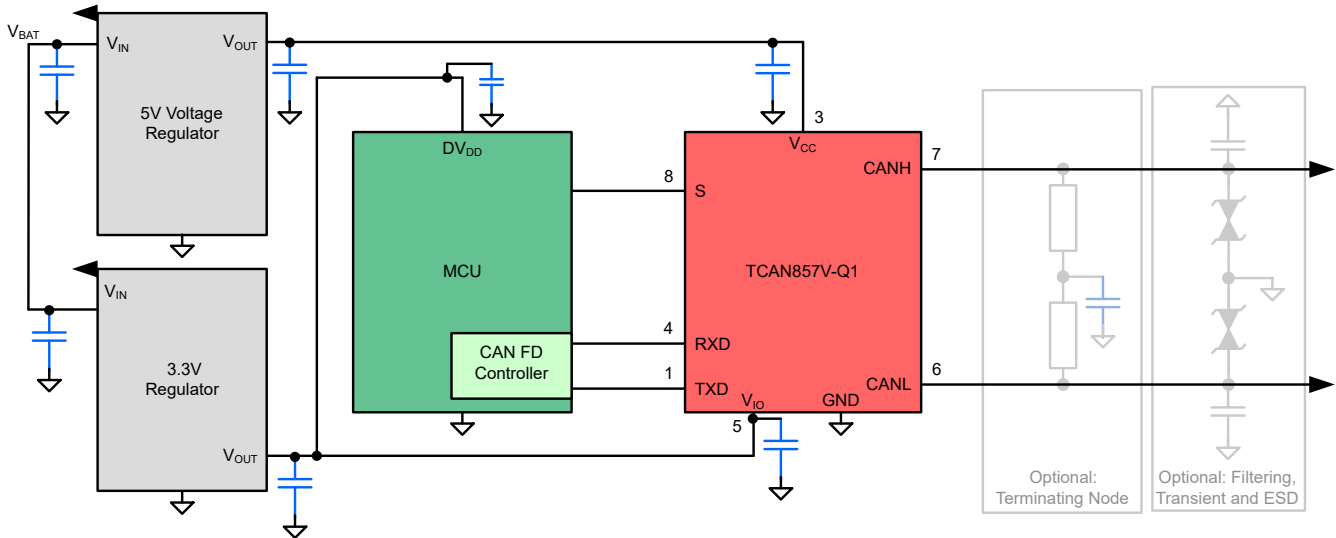 VBAT
VIN
VOUT
5V Voltage
Regulator
VIN
3.3V
Regulator
VOUT
DVDD
MCU
CAN FD
Controller
8
4
1
3
VCC
CANH
7
S
TCAN857V-Q1
RXD
TXD
VIO
GND
CANL
6
5
Optional:
Terminating Node
Optional: Filtering,
Transient and ESD